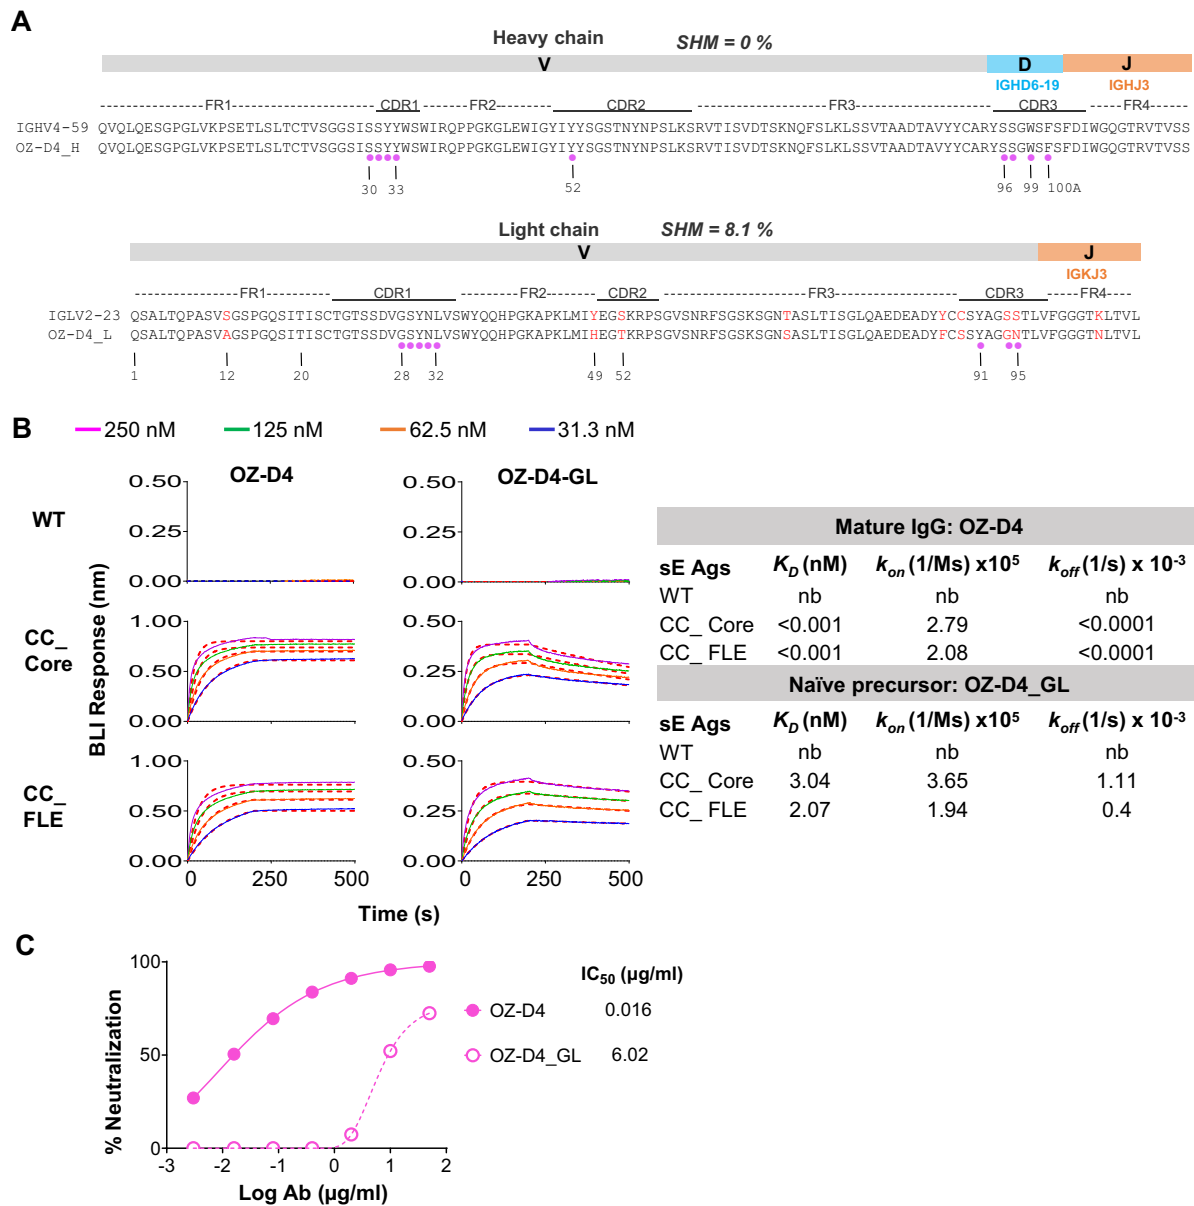 A
Heavy chain SHM = 0 %
V D J
IGHD6-19 IGHJ3
FR1 CDR1 FR2 CDR2 FR3 CDR3 FR4
IGHV4-59 QVQLQESGPGLVKPSETLSLTCTVSGGSISSYYWSWIRQPPGKGLEWIGYIYYSGSTNYNPSLKSRVTISVDTSKNQFSLKLSSVTAADTAVYYCARYSSGWSFSFDIWGQGTRVTVSS
OZ-D4_H QVQLQESGPGLVKPSETLSLTCTVSGGSISSYYWSWIRQPPGKGLEWIGYIYYSGSTNYNPSLKSRVTISVDTSKNQFSLKLSSVTAADTAVYYCARYSSGWSFSFDIWGQGTRVTVSS
30 33 52 96 99 100A
Light chain SHM = 8.1 %
V J
IGKJ3
FR1 CDR1 FR2 CDR2 FR3 CDR3 FR4
IGLV2-23 QSALTQPASVSGSPGQSITISCTGTSSDVGSYNLVSWYQQHPGKAPKLMIYEGSKRPSGVSNRFSGSKSGNTASLTISGLQAEDEADYYCCSYAGSSTLVFGGGTKLTVL
OZ-D4_L QSALTQPASVAGSPGQSITISCTGTSSDVGSYNLVSWYQQHPGKAPKLMIHEGTKRPSGVSNRFSGSKSGNSASLTISGLQAEDEADYFCSSYAGGNTLVFGGGTNLTVL
1 12 20 28 32 49 52 91 95
B
250 nM 125 nM 62.5 nM 31.3 nM
OZ-D4 OZ-D4-GL
WT
0.50 0.50
0.25 0.25
0.00 0.00
CC_ Core
1.00 0.50
0.50 0.25
0.00 0.00
CC_ FLE
1.00 0.50
0.50 0.25
0.00 0.00
0 250 500 0 250 500
BLI Response (nm)
Time (s)
Mature IgG: OZ-D4
sE Ags K_D (nM) k_on (1/Ms) x10⁵ k_off (1/s) x 10⁻³
WT nb nb nb
CC_ Core <0.001 2.79 <0.0001
CC_ FLE <0.001 2.08 <0.0001
Naïve precursor: OZ-D4_GL
sE Ags K_D (nM) k_on (1/Ms) x10⁵ k_off (1/s) x 10⁻³
WT nb nb nb
CC_ Core 3.04 3.65 1.11
CC_ FLE 2.07 1.94 0.4
C
% Neutralization
100
50
0
-3 -2 -1 0 1 2
Log Ab (µg/ml)
IC₅₀ (µg/ml)
OZ-D4 0.016
OZ-D4_GL 6.02